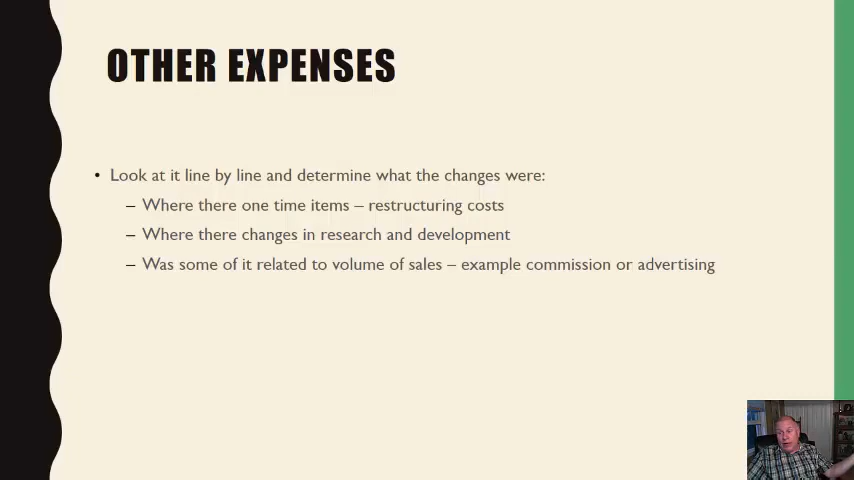 OTHER EXPENSES
• Look at it line by line and determine what the changes were:
– Where there one time items – restructuring costs
– Where there changes in research and development
– Was some of it related to volume of sales – example commission or advertising